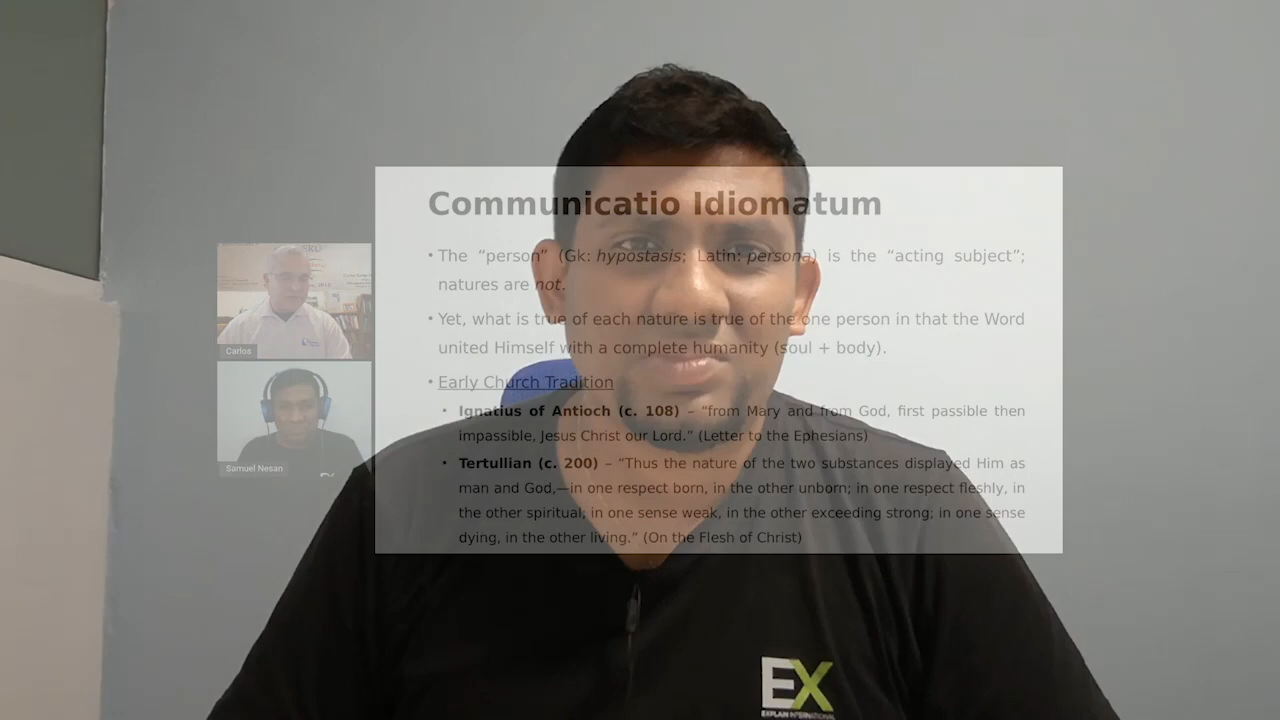 Communicatio Idiomatum
• The “person” (Gk: hypostasis; Latin: persona) is the “acting subject”;
natures are not.
• Yet, what is true of each nature is true of the one person in that the Word
united Himself with a complete humanity (soul + body).
• Early Church Tradition
• Ignatius of Antioch (c. 108) – “from Mary and from God, first passible then
impassible, Jesus Christ our Lord.” (Letter to the Ephesians)
• Tertullian (c. 200) – “Thus the nature of the two substances displayed Him as
man and God,—in one respect born, in the other unborn; in one respect fleshly, in
the other spiritual; in one sense weak, in the other exceeding strong; in one sense
dying, in the other living.” (On the Flesh of Christ)
Carlos
Samuel Nesan
EX
EXPLAIN INTERNATIONAL